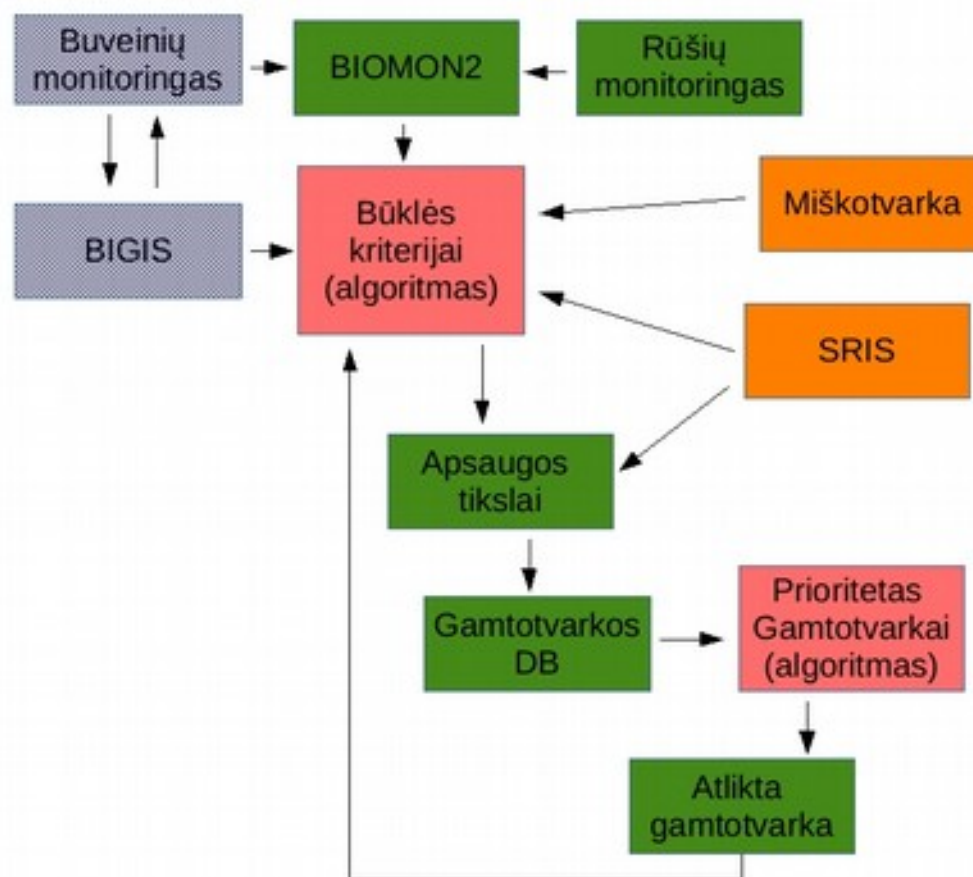 Buveinių
monitoringas
BIOMON2
Rūšių
monitoringas
BIGIS
Būklės
kriterijai
(algoritmas)
Miškotvarka
SRIS
Apsaugos
tikslai
Gamtotvarkos
DB
Prioritetas
Gamtotvarkai
(algoritmas)
Atlikta
gamtotvarka